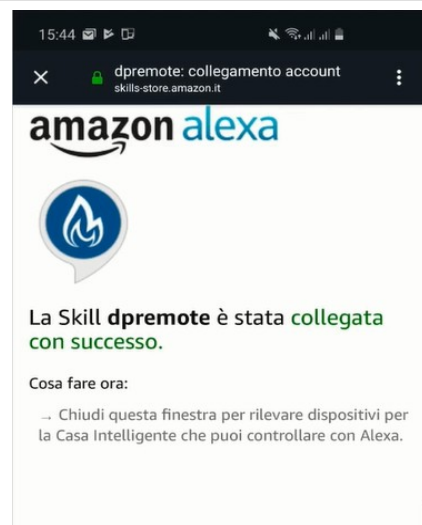 15:44
dpremote: collegamento account
skills-store.amazon.it
amazon alexa
La Skill dpremote è stata collegata
con successo.
Cosa fare ora:
→ Chiudi questa finestra per rilevare dispositivi per
la Casa Intelligente che puoi controllare con Alexa.